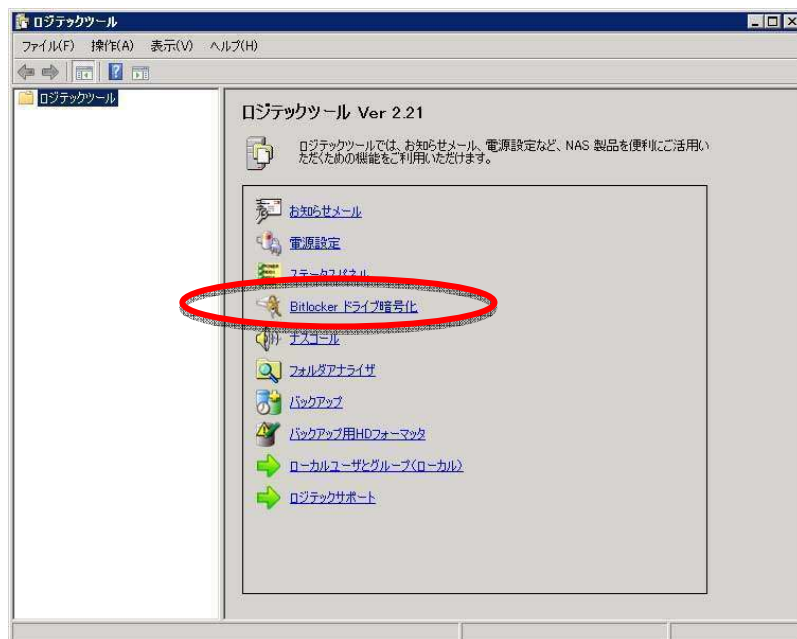 ロジテックツール
ファイル(F) 操作(A) 表示(V) ヘルプ(H)
ロジテックツール
ロジテックツール Ver 2.21
ロジテックツールでは、お知らせメール、電源設定など、NAS 製品を便利にご活用い
ただくための機能をご利用いただけます。
お知らせメール
電源設定
ステータスパネル
Bitlocker ドライブ暗号化
ナスコール
フォルダアナライザ
バックアップ
バックアップ用HDフォーマッタ
ローカルユーザとグループ(ローカル)
ロジテックサポート